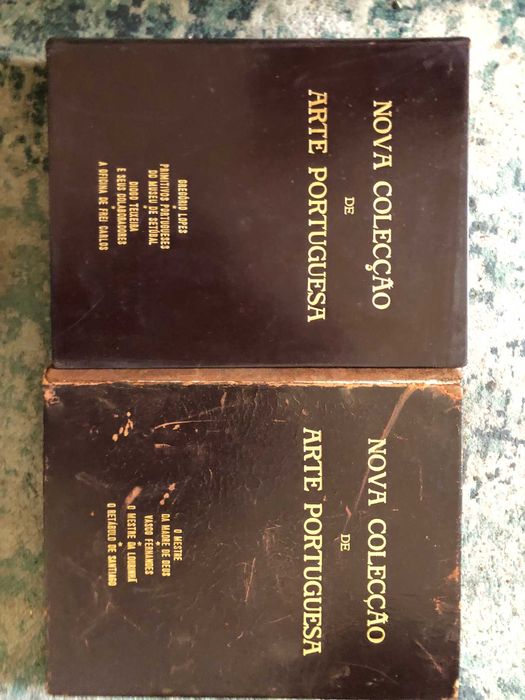 NOVA COLECÇÃO
DE
ARTE PORTUGUESA
GREGÓRIO LOPES
PRIMITIVOS PORTUGUESES
DO MUSEU DE SETÚBAL
DIOGO TEIXEIRA
E SEUS COLABORADORES
A OFICINA DE FREI CARLOS
NOVA COLECÇÃO
DE
ARTE PORTUGUESA
O MESTRE
DA MADRE DE DEUS
VASCO FERNANDES
O MESTRE DA LOURINHÃ
O RETÁBULO DE SANTIAGO